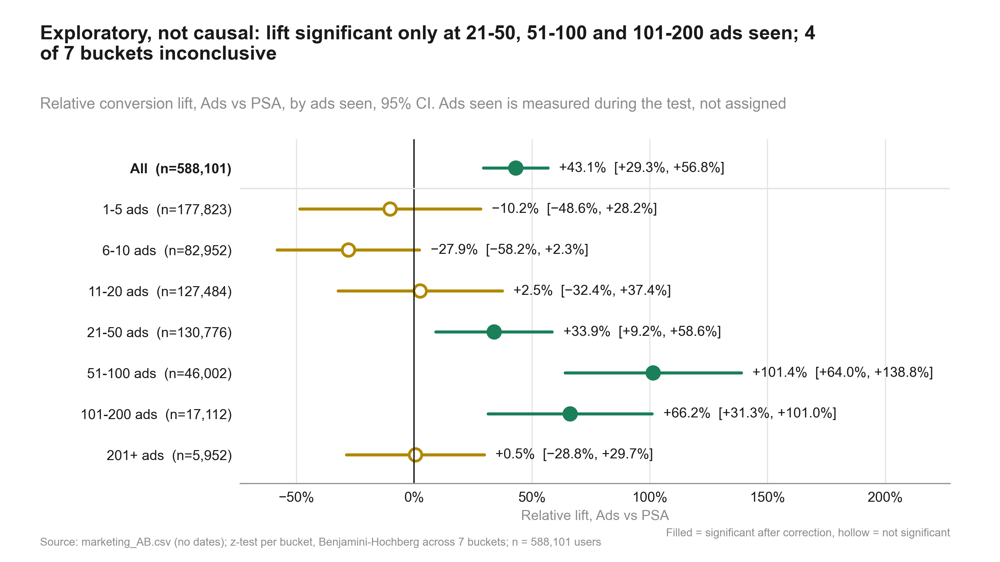 Exploratory, not causal: lift significant only at 21-50, 51-100 and 101-200 ads seen; 4
of 7 buckets inconclusive
Relative conversion lift, Ads vs PSA, by ads seen, 95% CI. Ads seen is measured during the test, not assigned
All (n=588,101) +43.1% [+29.3%, +56.8%]
1-5 ads (n=177,823) −10.2% [−48.6%, +28.2%]
6-10 ads (n=82,952) −27.9% [−58.2%, +2.3%]
11-20 ads (n=127,484) +2.5% [−32.4%, +37.4%]
21-50 ads (n=130,776) +33.9% [+9.2%, +58.6%]
51-100 ads (n=46,002) +101.4% [+64.0%, +138.8%]
101-200 ads (n=17,112) +66.2% [+31.3%, +101.0%]
201+ ads (n=5,952) +0.5% [−28.8%, +29.7%]
−50% 0% 50% 100% 150% 200%
Relative lift, Ads vs PSA
Filled = significant after correction, hollow = not significant
Source: marketing_AB.csv (no dates); z-test per bucket, Benjamini-Hochberg across 7 buckets; n = 588,101 users